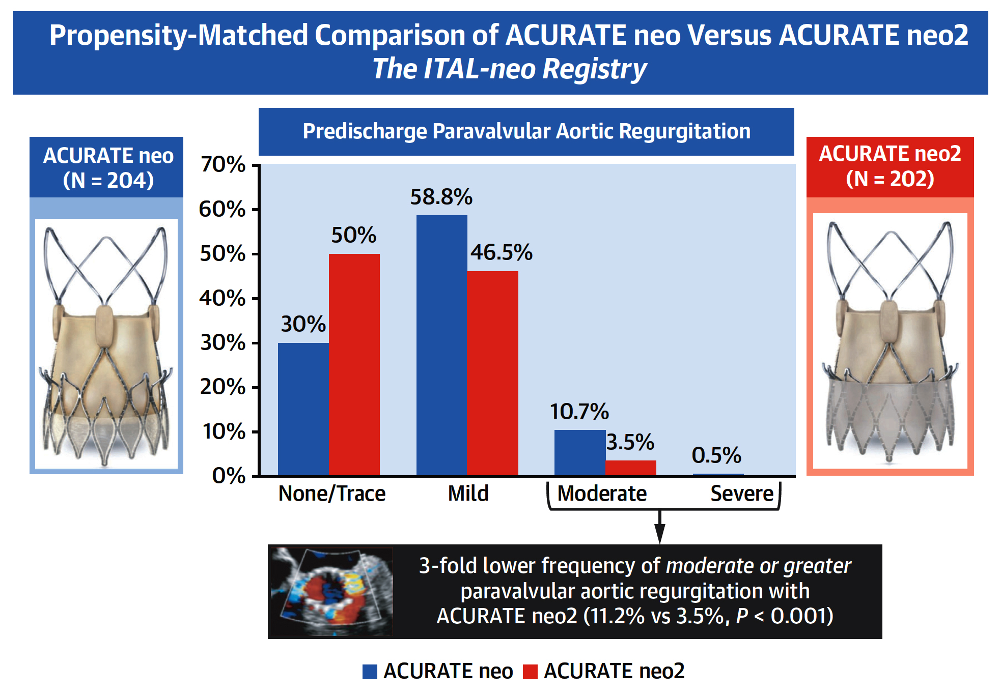 Propensity-Matched Comparison of ACURATE neo Versus ACURATE neo2
The ITAL-neo Registry
ACURATE neo
(N = 204)
Predischarge Paravalvular Aortic Regurgitation
ACURATE neo2
(N = 202)
70%
60%
50%
40%
30%
20%
10%
0%
30%
50%
58.8%
46.5%
10.7%
3.5%
0.5%
None/Trace
Mild
Moderate
Severe
3-fold lower frequency of moderate or greater
paravalvular aortic regurgitation with
ACURATE neo2 (11.2% vs 3.5%, P < 0.001)
ACURATE neo
ACURATE neo2